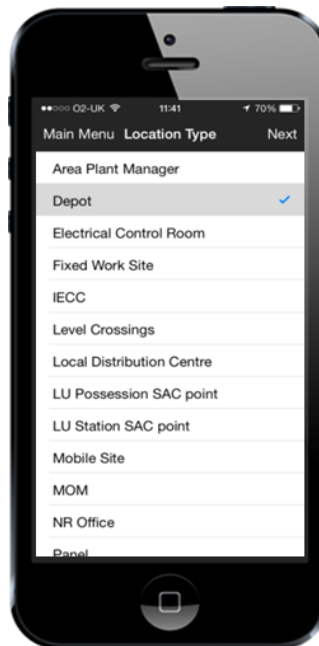 O2-UK 11:41 70%
Main Menu Location Type Next
Area Plant Manager
Depot
Electrical Control Room
Fixed Work Site
IECC
Level Crossings
Local Distribution Centre
LU Possession SAC point
LU Station SAC point
Mobile Site
MOM
NR Office
Panel